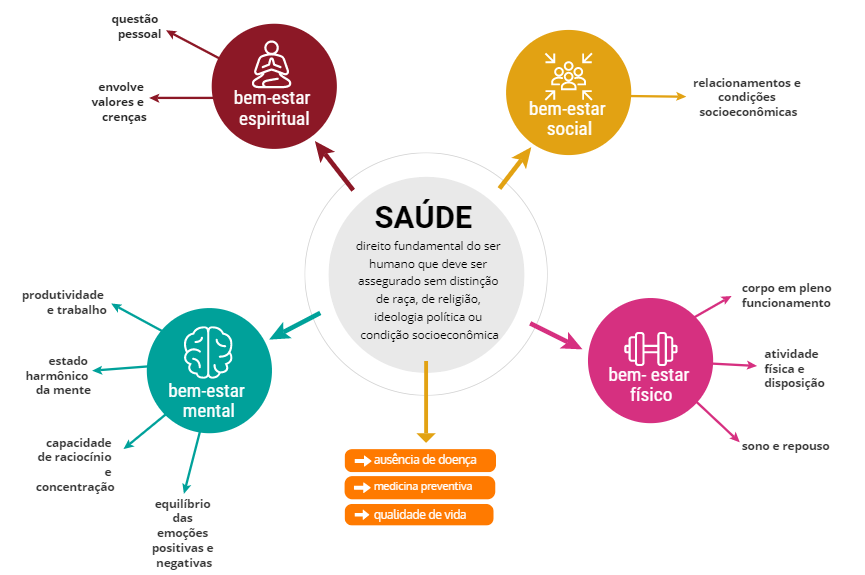 questão
pessoal
envolve
valores e
crenças
bem-estar
espiritual
bem-estar
social
relacionamentos e
condições
socioeconômicas
SAÚDE
direito fundamental do ser
humano que deve ser
assegurado sem distinção
de raça, de religião,
ideologia política ou
condição socioeconômica
produtividade
e trabalho
estado
harmônico
da mente
capacidade
de raciocínio
e
concentração
equilíbrio
das
emoções
positivas e
negativas
bem-estar
mental
bem- estar
físico
corpo em pleno
funcionamento
atividade
física e
disposição
sono e repouso
ausência de doença
medicina preventiva
qualidade de vida